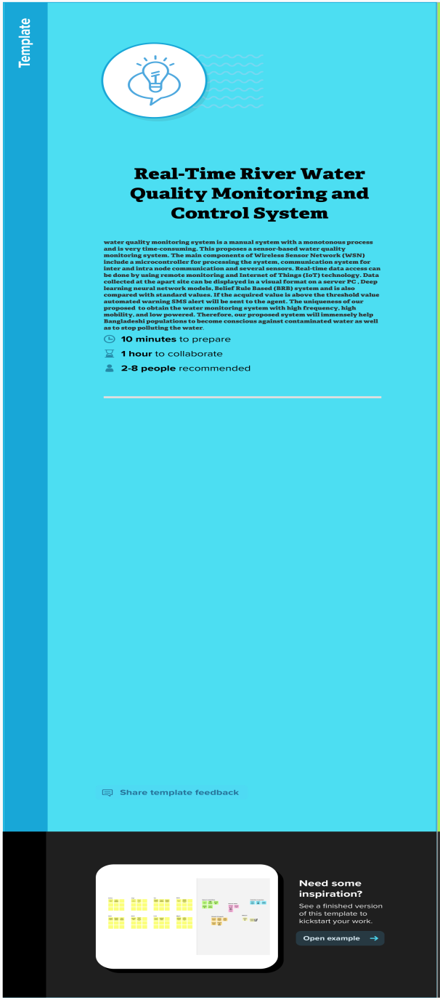 Template
Real-Time River Water
Quality Monitoring and
Control System
water quality monitoring system is a manual system with a monotonous process
and is very time-consuming. This proposes a sensor-based water quality
monitoring system. The main components of Wireless Sensor Network (WSN)
include a microcontroller for processing the system, communication system for
inter and intra node communication and several sensors. Real-time data access can
be done by using remote monitoring and Internet of Things (IoT) technology. Data
collected at the apart site can be displayed in a visual format on a server PC , Deep
learning neural network models, Belief Rule Based (BRB) system and is also
compared with standard values. If the acquired value is above the threshold value
automated warning SMS alert will be sent to the agent. The uniqueness of our
proposed  to obtain the water monitoring system with high frequency, high
mobility, and low powered. Therefore, our proposed system will immensely help
Bangladeshi populations to become conscious against contaminated water as well
as to stop polluting the water.
10 minutes to prepare
1 hour to collaborate
2-8 people recommended
Share template feedback
Need some
inspiration?
See a finished version
of this template to
kickstart your work.
Open example